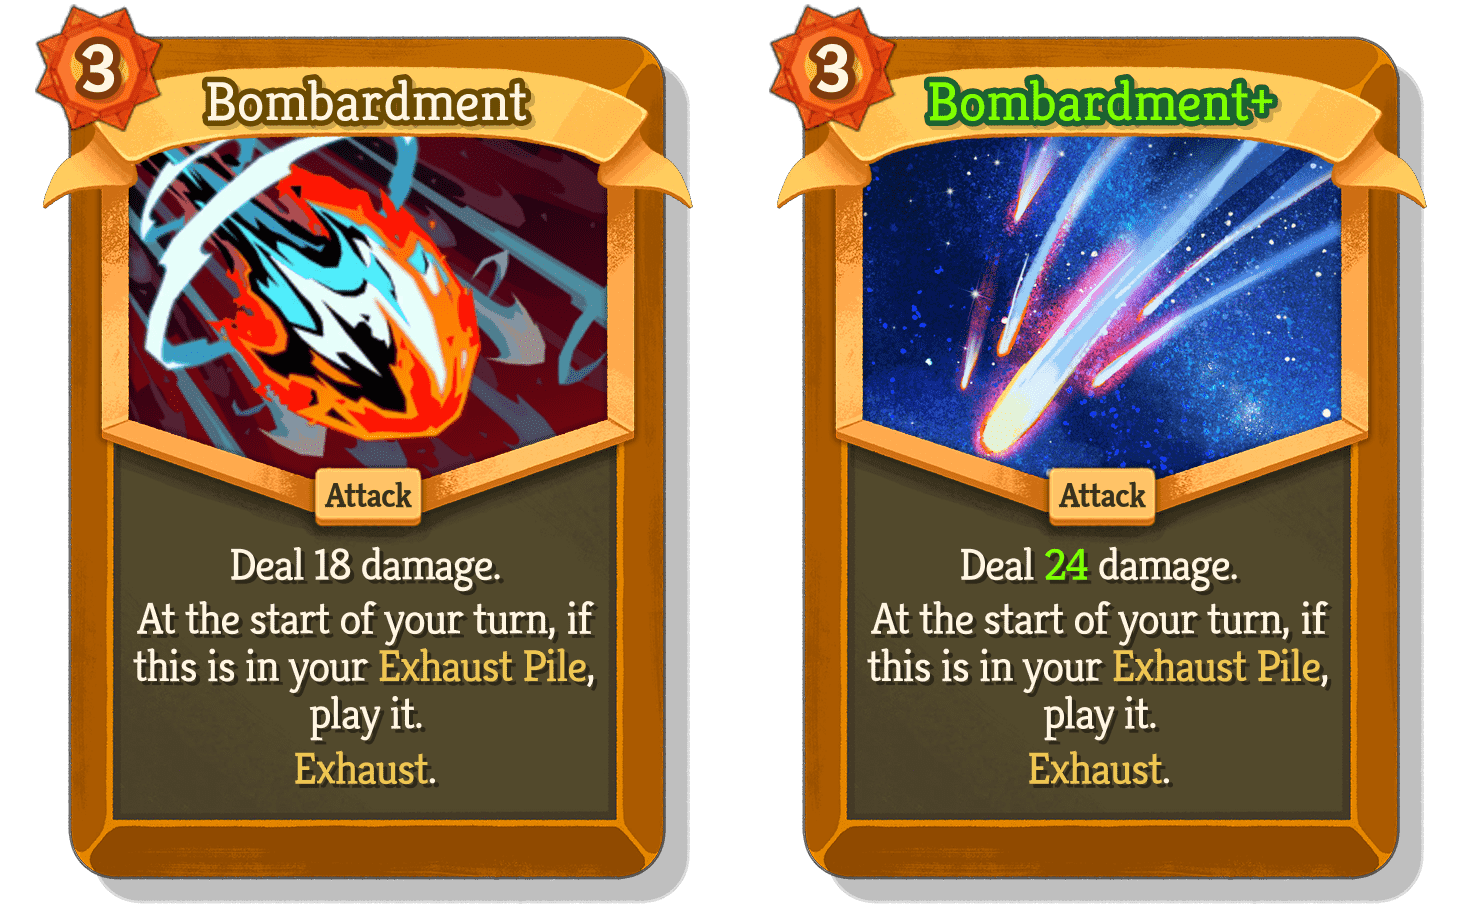 3
Bombardment
Attack
Deal 18 damage.
At the start of your turn, if
this is in your Exhaust Pile,
play it.
Exhaust.
3
Bombardment+
Attack
Deal 24 damage.
At the start of your turn, if
this is in your Exhaust Pile,
play it.
Exhaust.